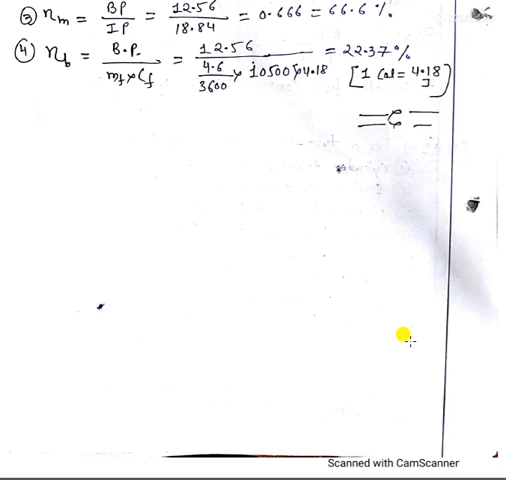 ③ ηm = BP/IP = 12.56/18.84 = 0.666 = 66.6 %.
④ ηb = B.P./(mf×Cf) = 12.56/(4.6/3600 × 10500×4.18) = 22.37 % [1 Cal = 4.18 J]
Scanned with CamScanner